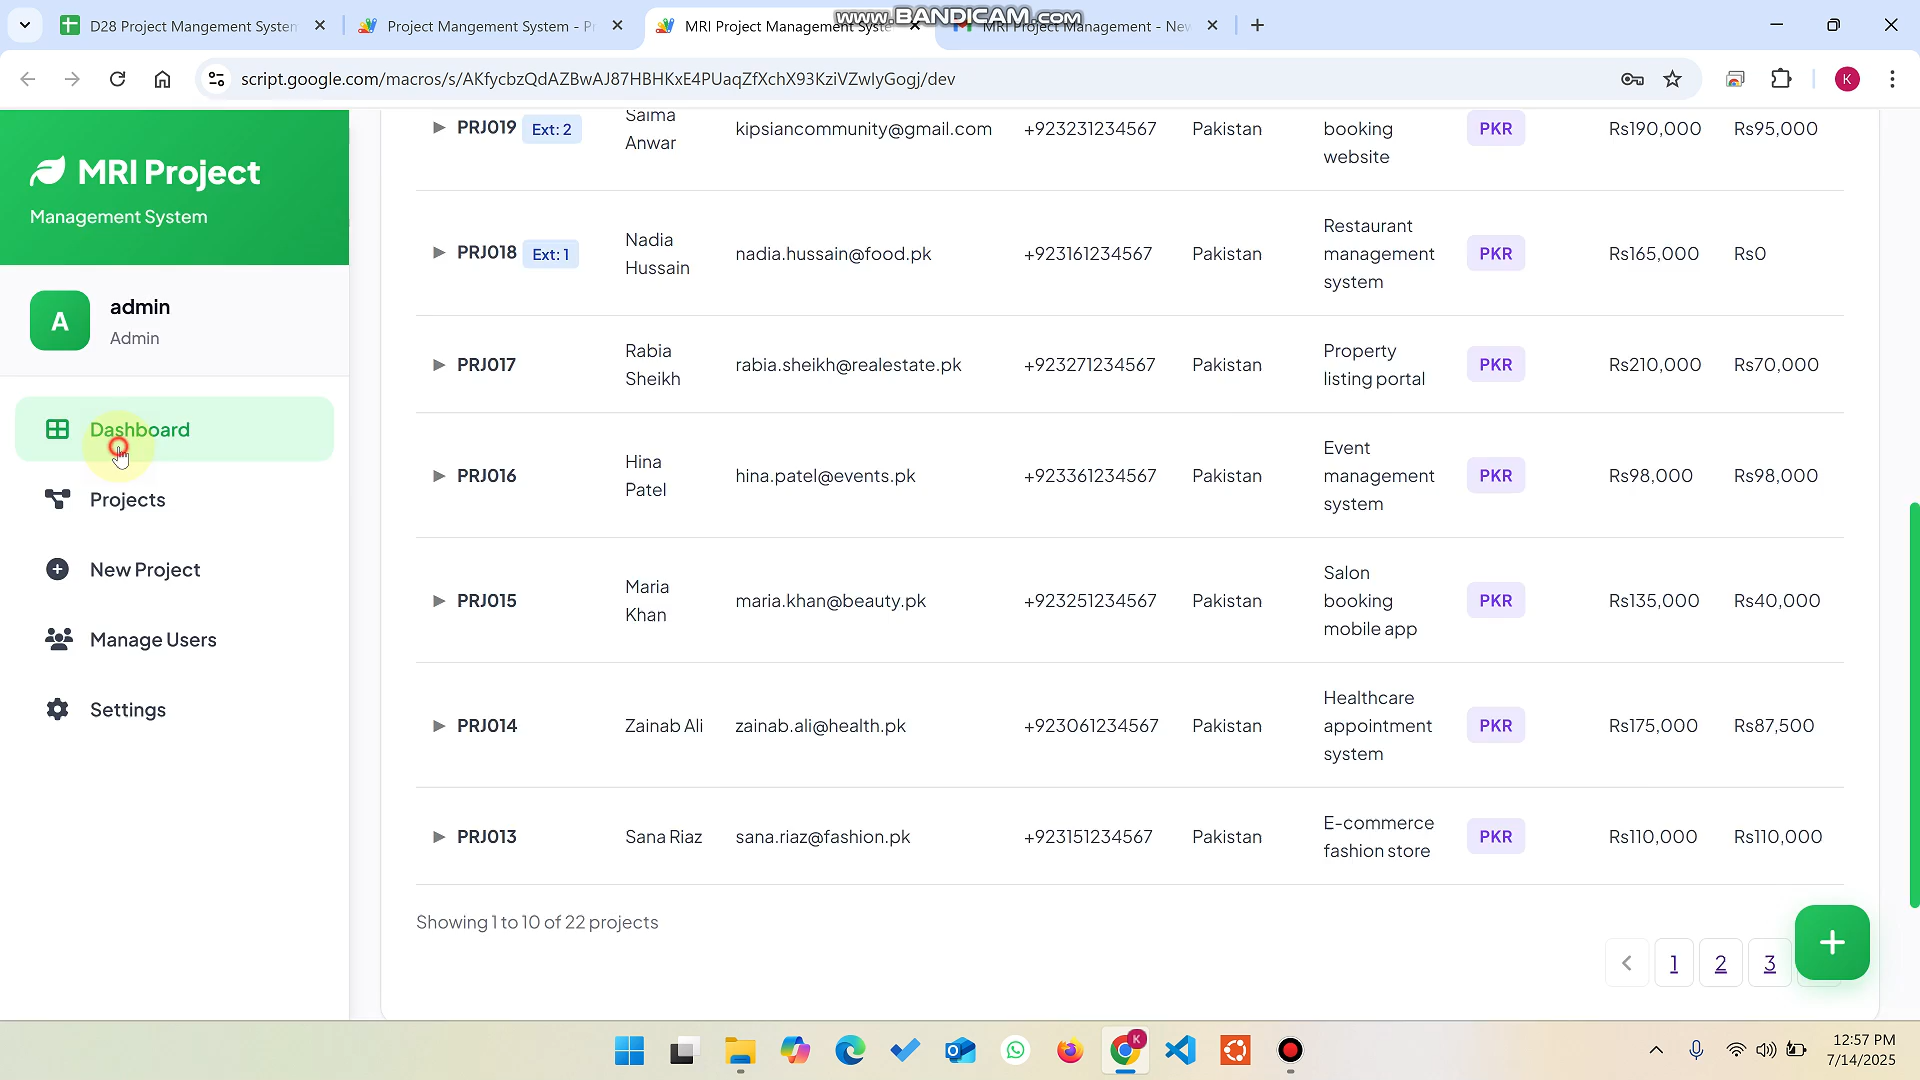 www.BANDICAM.com
D28 Project Mangement System
Project Mangement System - Pr
MRI Project Management Syste
MRI Project Management - New
script.google.com/macros/s/AKfycbzQdAZBwAJ87HBHKxE4PUaqZfXchX93KziVZwIyGogj/dev
K
MRI Project
Management System
A
admin
Admin
Dashboard
Projects
New Project
Manage Users
Settings
PRJ019 Ext: 2 Saima Anwar kipsiancommunity@gmail.com +923231234567 Pakistan booking website PKR Rs190,000 Rs95,000
PRJ018 Ext: 1 Nadia Hussain nadia.hussain@food.pk +923161234567 Pakistan Restaurant management system PKR Rs165,000 Rs0
PRJ017 Rabia Sheikh rabia.sheikh@realestate.pk +923271234567 Pakistan Property listing portal PKR Rs210,000 Rs70,000
PRJ016 Hina Patel hina.patel@events.pk +923361234567 Pakistan Event management system PKR Rs98,000 Rs98,000
PRJ015 Maria Khan maria.khan@beauty.pk +923251234567 Pakistan Salon booking mobile app PKR Rs135,000 Rs40,000
PRJ014 Zainab Ali zainab.ali@health.pk +923061234567 Pakistan Healthcare appointment system PKR Rs175,000 Rs87,500
PRJ013 Sana Riaz sana.riaz@fashion.pk +923151234567 Pakistan E-commerce fashion store PKR Rs110,000 Rs110,000
Showing 1 to 10 of 22 projects
1 2 3
12:57 PM
7/14/2025